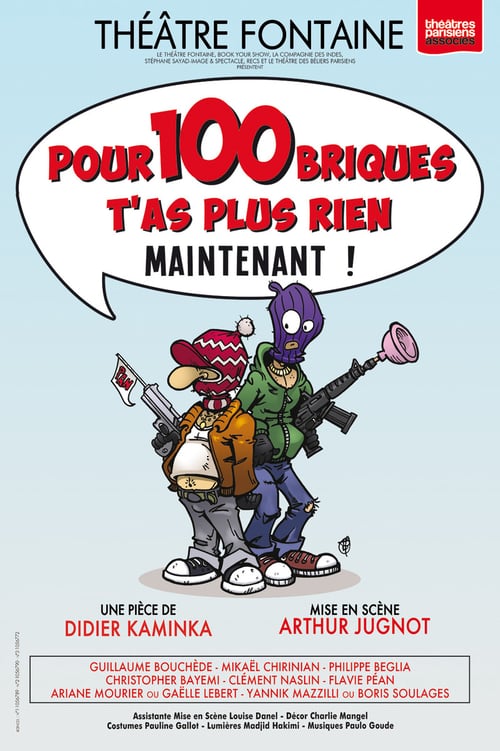 THÉÂTRE FONTAINE
théâtres
parisiens
associés
LE THÉÂTRE FONTAINE, BOOK YOUR SHOW, LA COMPAGNIE DES INDES,
STÉPHANE SAYAD-IMAGE & SPECTACLE, RECS ET LE THÉÂTRE DES BÉLIERS PARISIENS
PRÉSENTENT
POUR 100 BRIQUES
T'AS PLUS RIEN
MAINTENANT !
PAN
UNE PIÈCE DE
DIDIER KAMINKA
MISE EN SCÈNE
ARTHUR JUGNOT
GUILLAUME BOUCHÈDE - MIKAËL CHIRINIAN - PHILIPPE BEGLIA
CHRISTOPHER BAYEMI - CLÉMENT NASLIN - FLAVIE PÉAN
ARIANE MOURIER OU GAËLLE LEBERT - YANNIK MAZZILLI OU BORIS SOULAGES
Assistante Mise en Scène Louise Danel - Décor Charlie Mangel
Costumes Pauline Gallot - Lumières Madjid Hakimi - Musiques Paulo Goude